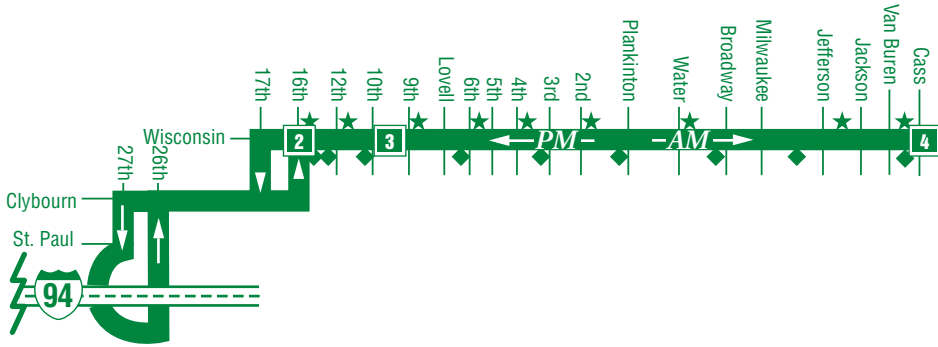 17th
16th
12th
10th
9th
Lovell
6th
5th
4th
3rd
2nd
Plankinton
Water
Broadway
Milwaukee
Jefferson
Jackson
Van Buren
Cass
Wisconsin
2
3
PM
AM
4
27th
26th
Clybourn
St. Paul
94